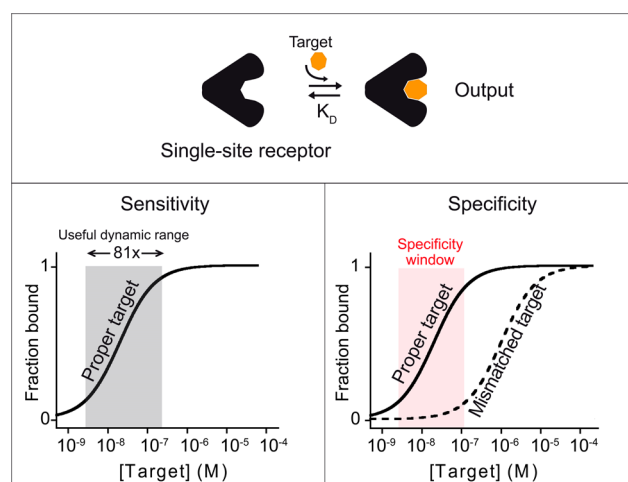 Target
K_D
Output
Single-site receptor
Sensitivity
Useful dynamic range
81x
Fraction bound
1
0
Proper target
10⁻⁹ 10⁻⁸ 10⁻⁷ 10⁻⁶ 10⁻⁵ 10⁻⁴
[Target] (M)
Specificity
Specificity
window
Fraction bound
1
0
Proper target
Mismatched target
10⁻⁹ 10⁻⁸ 10⁻⁷ 10⁻⁶ 10⁻⁵ 10⁻⁴
[Target] (M)